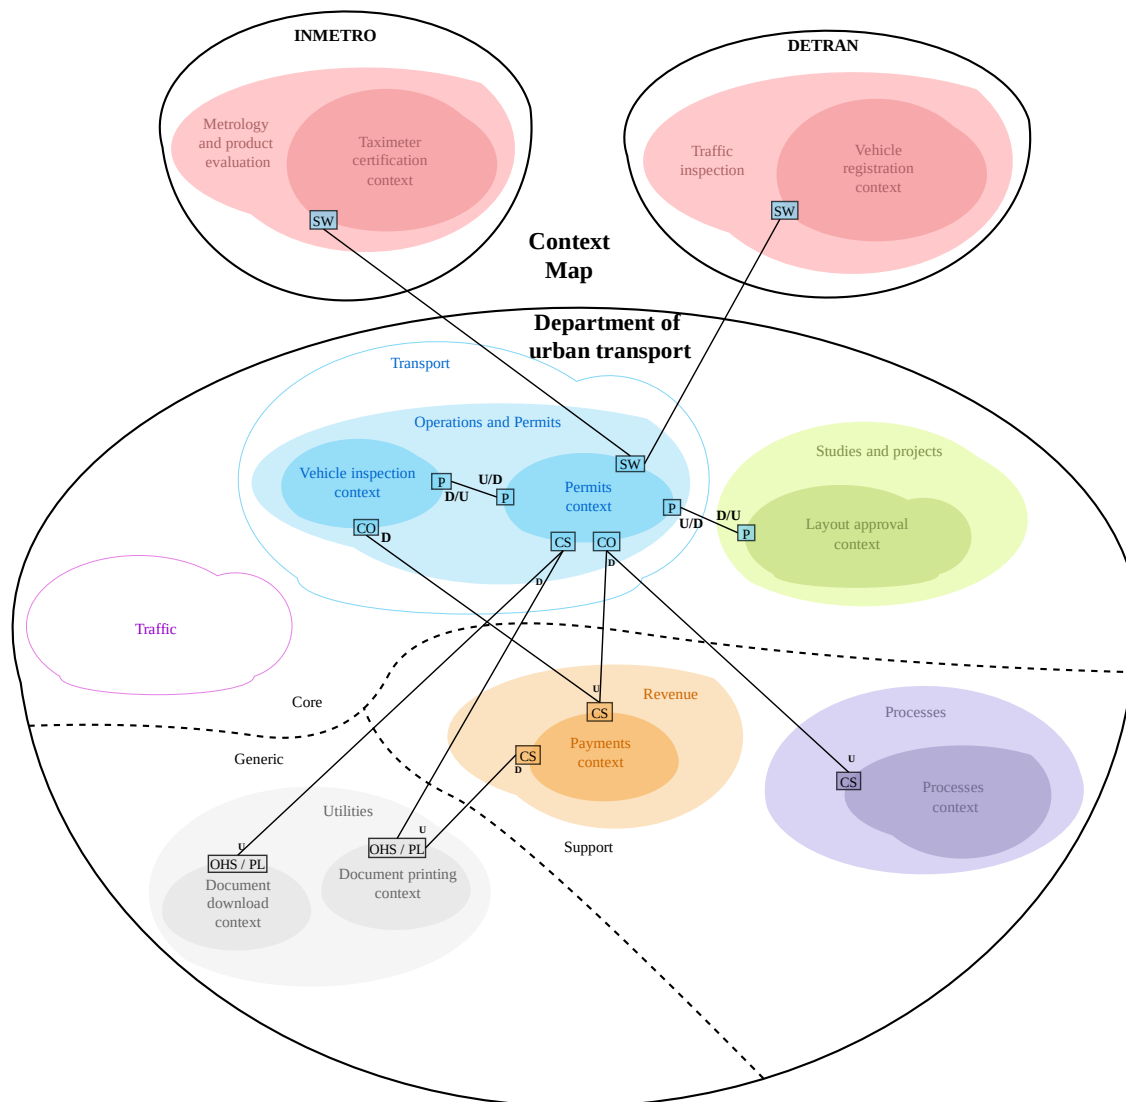 INMETRO
DETRAN
Metrology
and product
evaluation
Taximeter
certification
context
SW
Traffic
inspection
Vehicle
registration
context
SW
Context
Map
Department of
urban transport
Transport
Operations and Permits
Vehicle inspection
context
P
D/U
U/D
P
CO
D
Permits
context
SW
P
U/D
D/U
P
CS
D
CO
D
Studies and projects
Layout approval
context
Traffic
Core
Generic
Support
Revenue
U
CS
Payments
context
CS
D
Processes
U
CS
Processes
context
Utilities
U
OHS / PL
Document
download
context
U
OHS / PL
Document printing
context